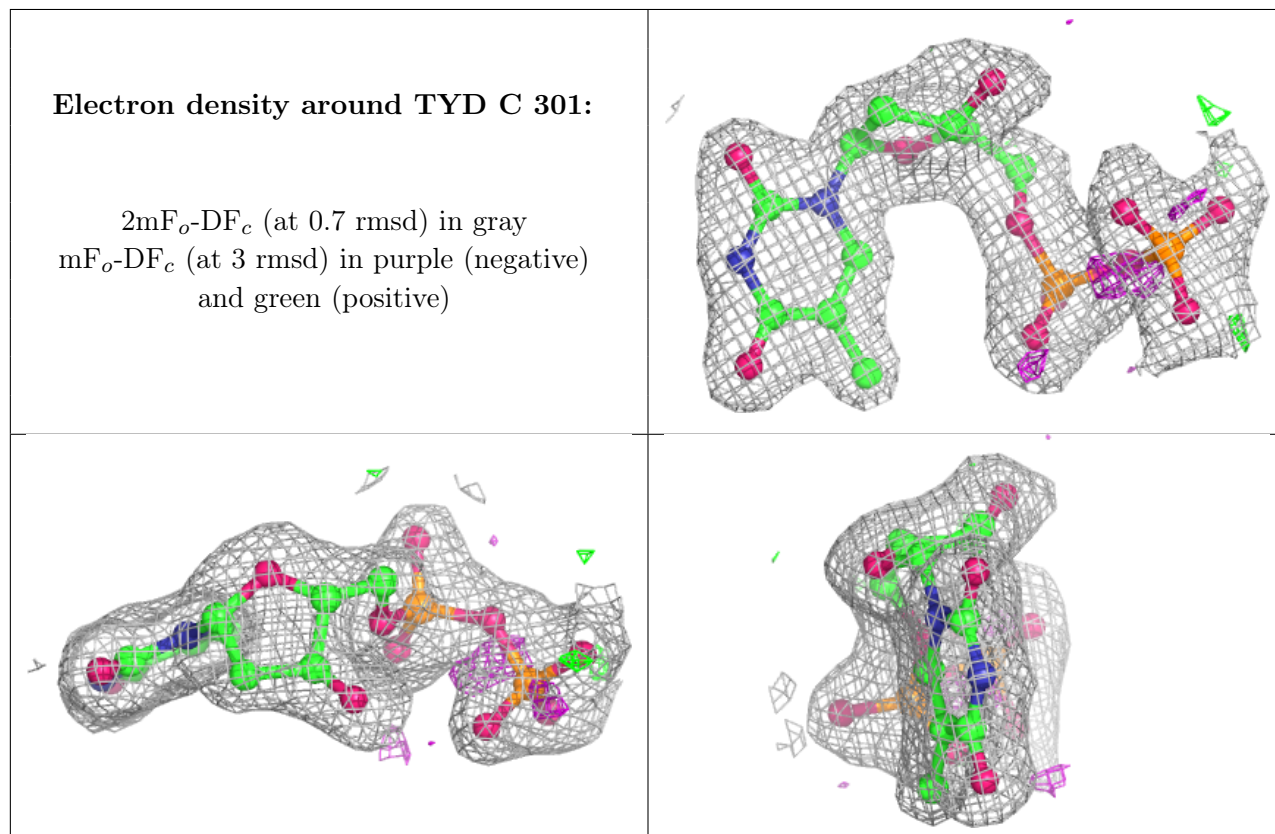 Electron density around TYD C 301:
2mFo-DFc (at 0.7 rmsd) in gray
mFo-DFc (at 3 rmsd) in purple (negative)
and green (positive)